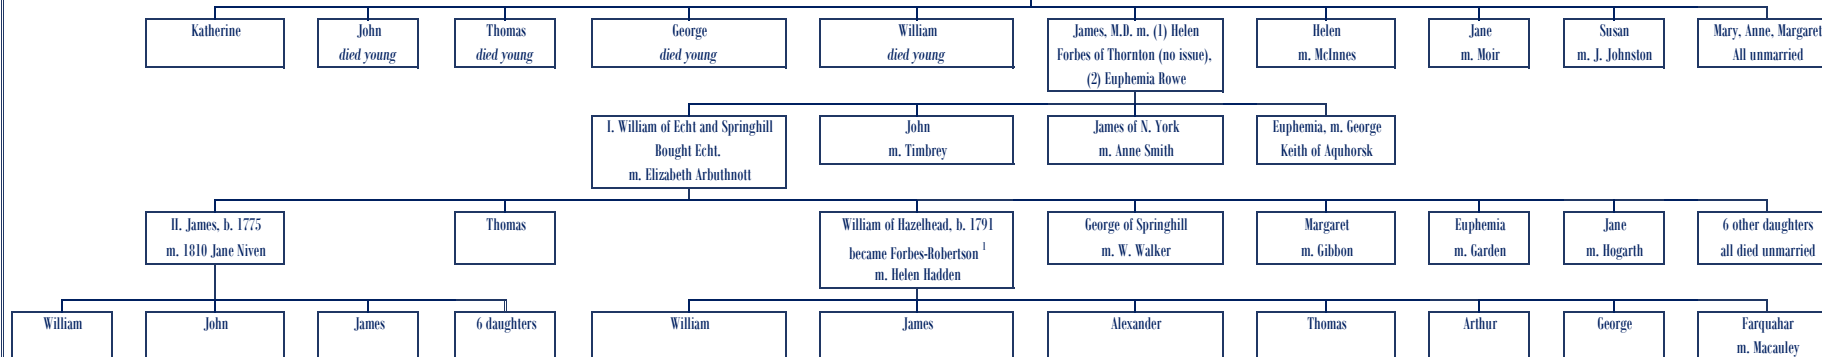 Katherine
John
died young
Thomas
died young
George
died young
William
died young
James, M.D. m. (1) Helen
Forbes of Thornton (no issue),
(2) Euphemia Rowe
Helen
m. McInnes
Jane
m. Moir
Susan
m. J. Johnston
Mary, Anne, Margaret
All unmarried
I. William of Echt and Springhill
Bought Echt.
m. Elizabeth Arbuthnott
John
m. Timbrey
James of N. York
m. Anne Smith
Euphemia, m. George
Keith of Aquhorsk
II. James, b. 1775
m. 1810 Jane Niven
Thomas
William of Hazelhead, b. 1791
became Forbes-Robertson 1
m. Helen Hadden
George of Springhill
m. W. Walker
Margaret
m. Gibbon
Euphemia
m. Garden
Jane
m. Hogarth
6 other daughters
all died unmarried
William
John
James
6 daughters
William
James
Alexander
Thomas
Arthur
George
Farquahar
m. Macauley